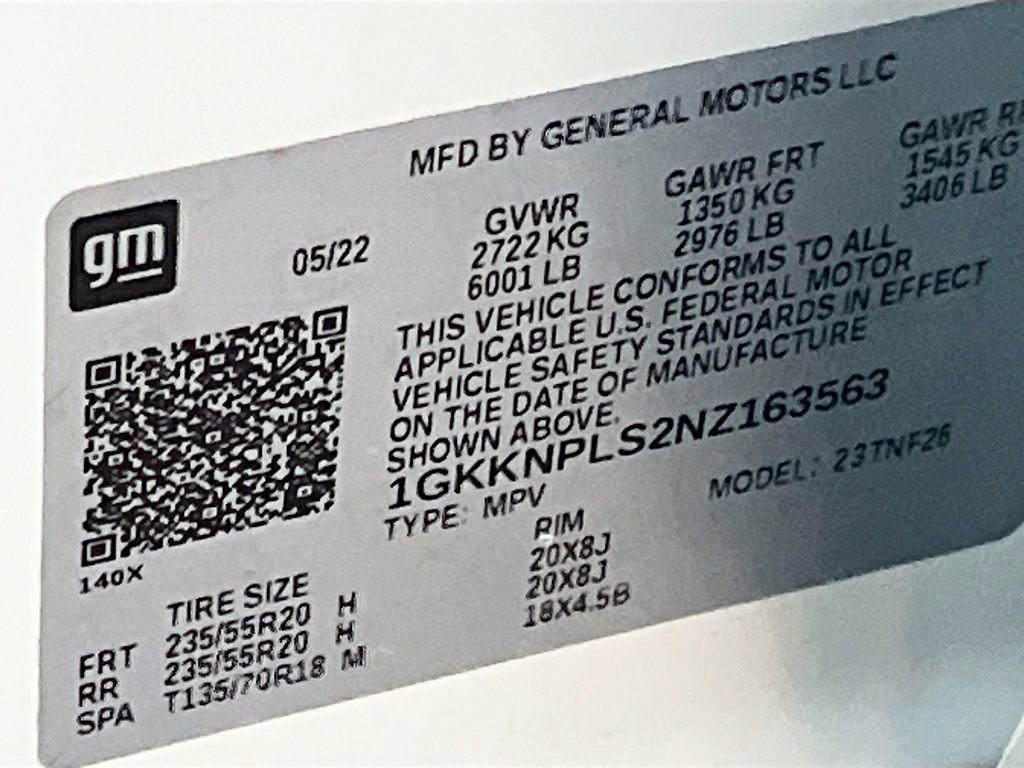 MFD BY GENERAL MOTORS LLC
gm
05/22
GVWR
2722 KG
6001 LB
GAWR FRT
1350 KG
2976 LB
GAWR
1545 KG
3406 LB
THIS VEHICLE CONFORMS TO ALL
APPLICABLE U.S. FEDERAL MOTOR
VEHICLE SAFETY STANDARDS IN EFFECT
ON THE DATE OF MANUFACTURE
SHOWN ABOVE.
1GKKNPLS2NZ163563
TYPE: MPV
MODEL: 23TNF26
140X
TIRE SIZE RIM
FRT 235/55R20 H 20X8J
RR 235/55R20 H 20X8J
SPA T135/70R18 M 18X4.5B